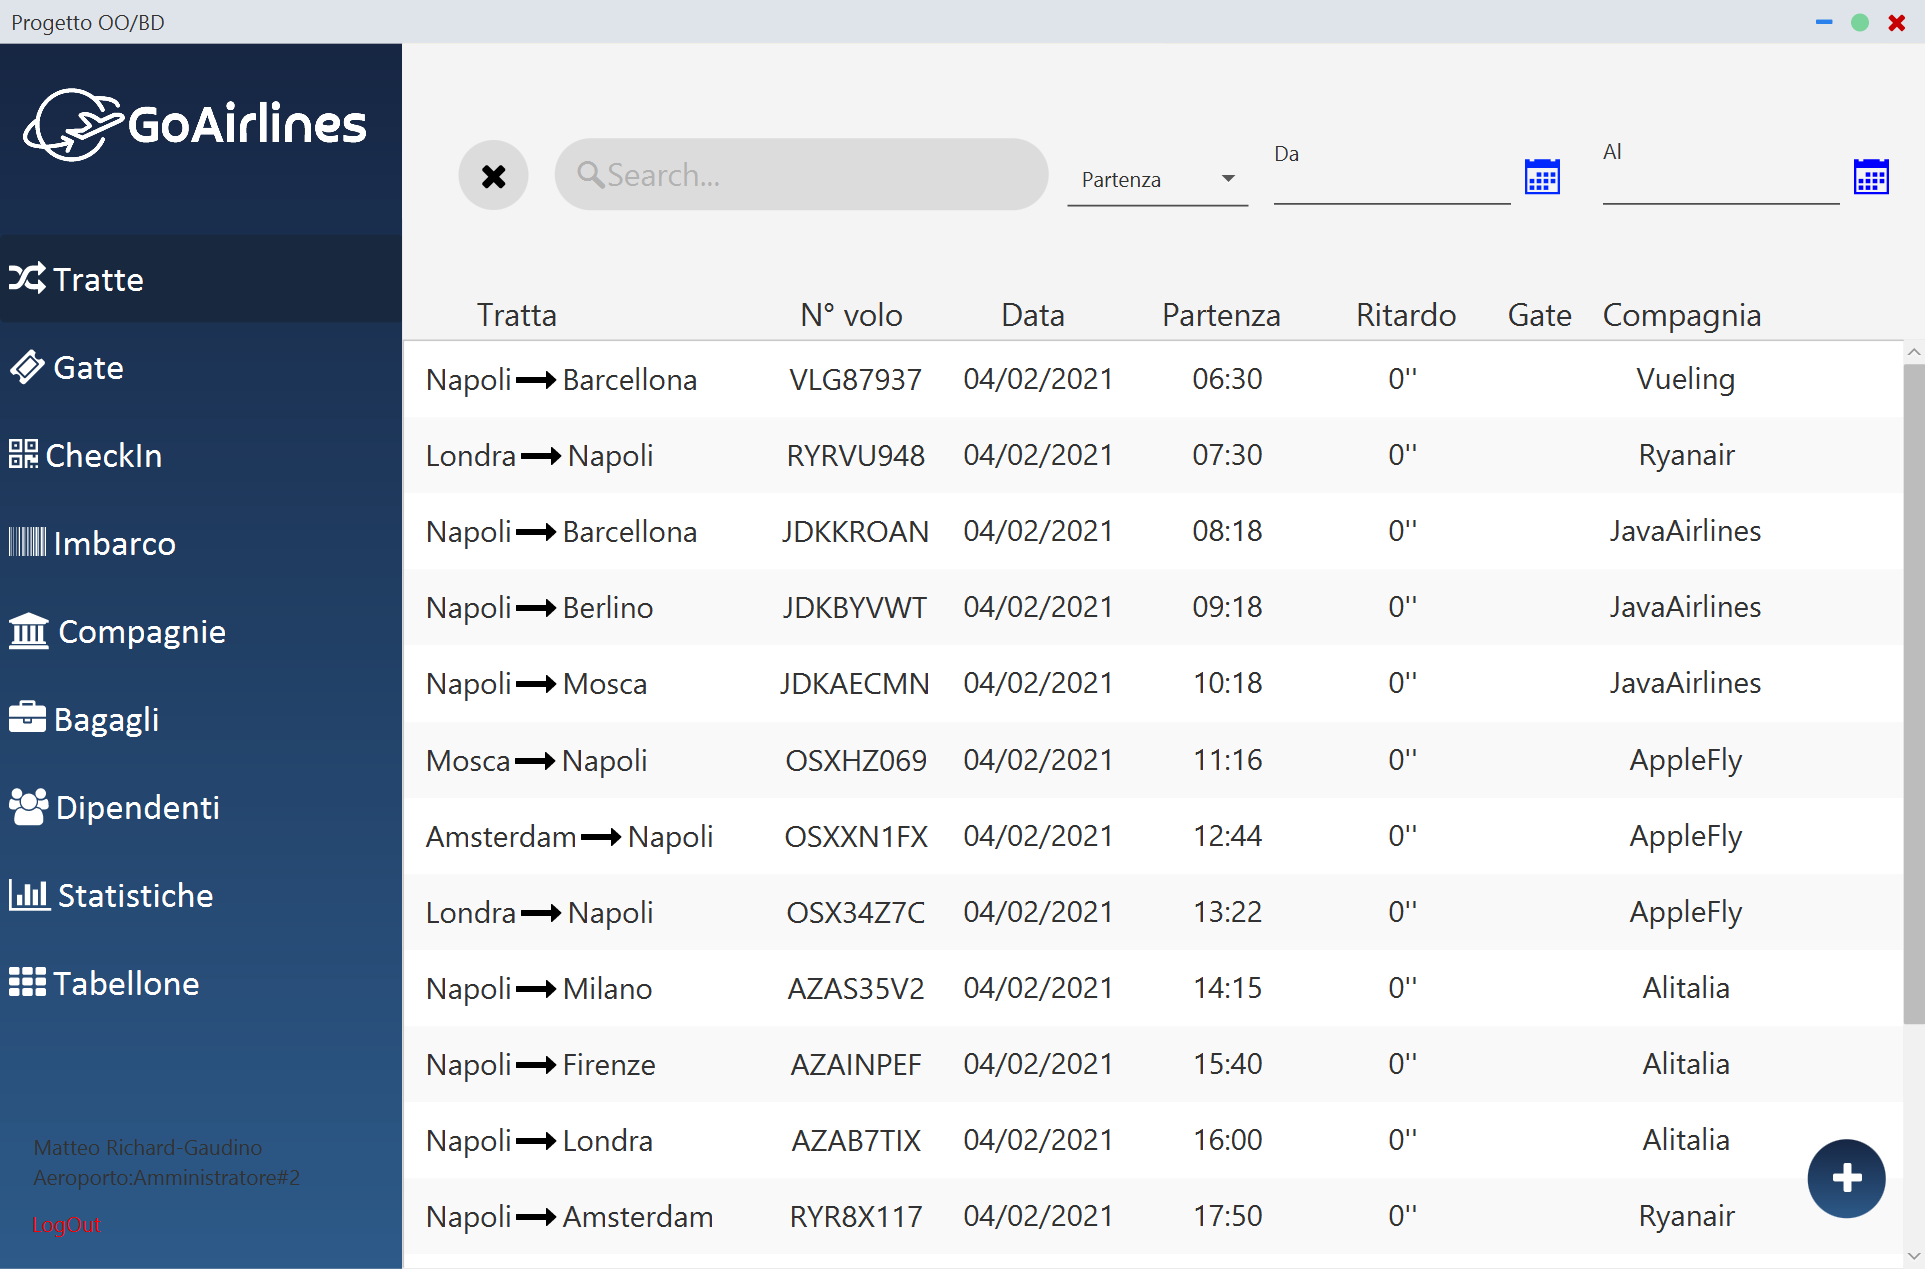 Progetto OO/BD
GoAirlines
Tratte
Gate
CheckIn
Imbarco
Compagnie
Bagagli
Dipendenti
Statistiche
Tabellone
Matteo Richard-Gaudino
Aeroporto:Amministratore#2
LogOut
Search...
Partenza
Da
Al
Tratta N° volo Data Partenza Ritardo Gate Compagnia
Napoli Barcellona VLG87937 04/02/2021 06:30 0'' Vueling
Londra Napoli RYRVU948 04/02/2021 07:30 0'' Ryanair
Napoli Barcellona JDKKROAN 04/02/2021 08:18 0'' JavaAirlines
Napoli Berlino JDKBYVWT 04/02/2021 09:18 0'' JavaAirlines
Napoli Mosca JDKAECMN 04/02/2021 10:18 0'' JavaAirlines
Mosca Napoli OSXHZ069 04/02/2021 11:16 0'' AppleFly
Amsterdam Napoli OSXXN1FX 04/02/2021 12:44 0'' AppleFly
Londra Napoli OSX34Z7C 04/02/2021 13:22 0'' AppleFly
Napoli Milano AZAS35V2 04/02/2021 14:15 0'' Alitalia
Napoli Firenze AZAINPEF 04/02/2021 15:40 0'' Alitalia
Napoli Londra AZAB7TIX 04/02/2021 16:00 0'' Alitalia
Napoli Amsterdam RYR8X117 04/02/2021 17:50 0'' Ryanair